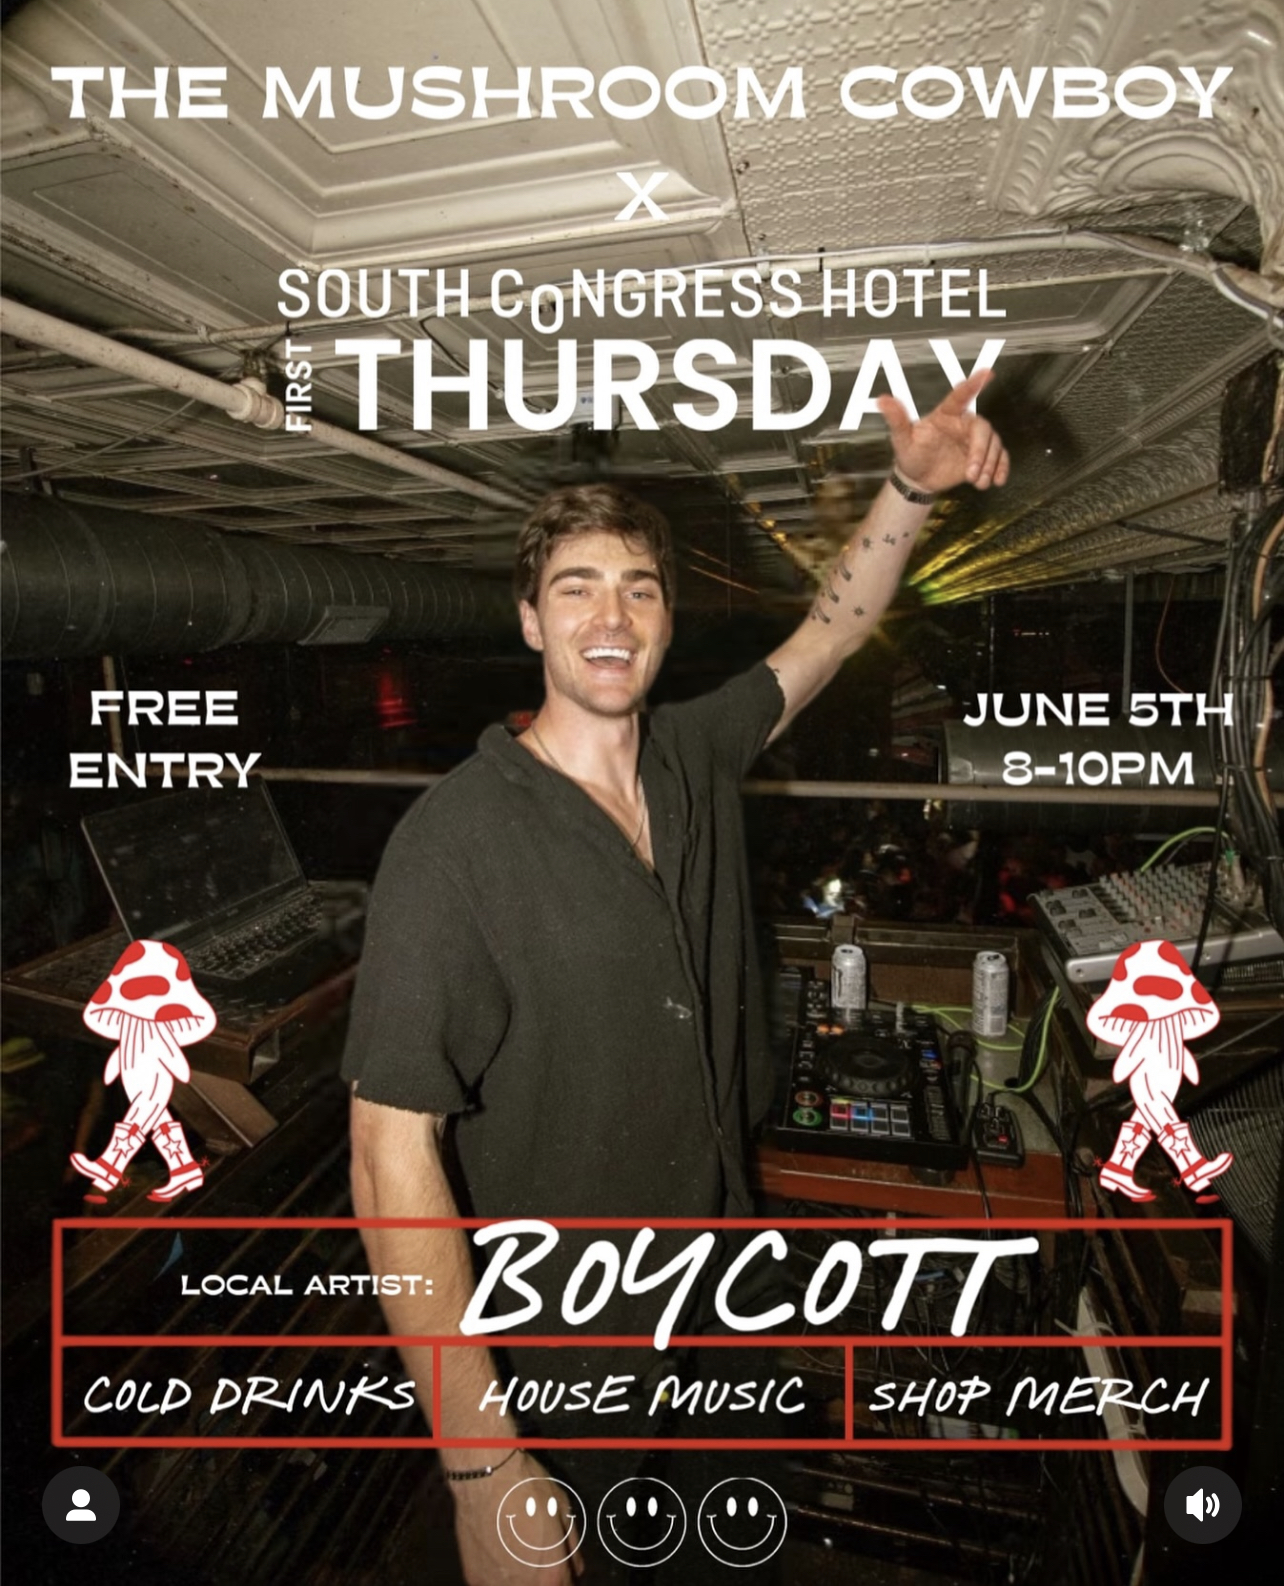 THE MUSHROOM COWBOY
X
SOUTH CONGRESS HOTEL
FIRST THURSDAY
FREE
ENTRY
JUNE 5TH
8-10PM
LOCAL ARTIST: BOYCOTT
COLD DRINKS
HOUSE MUSIC
SHOP MERCH